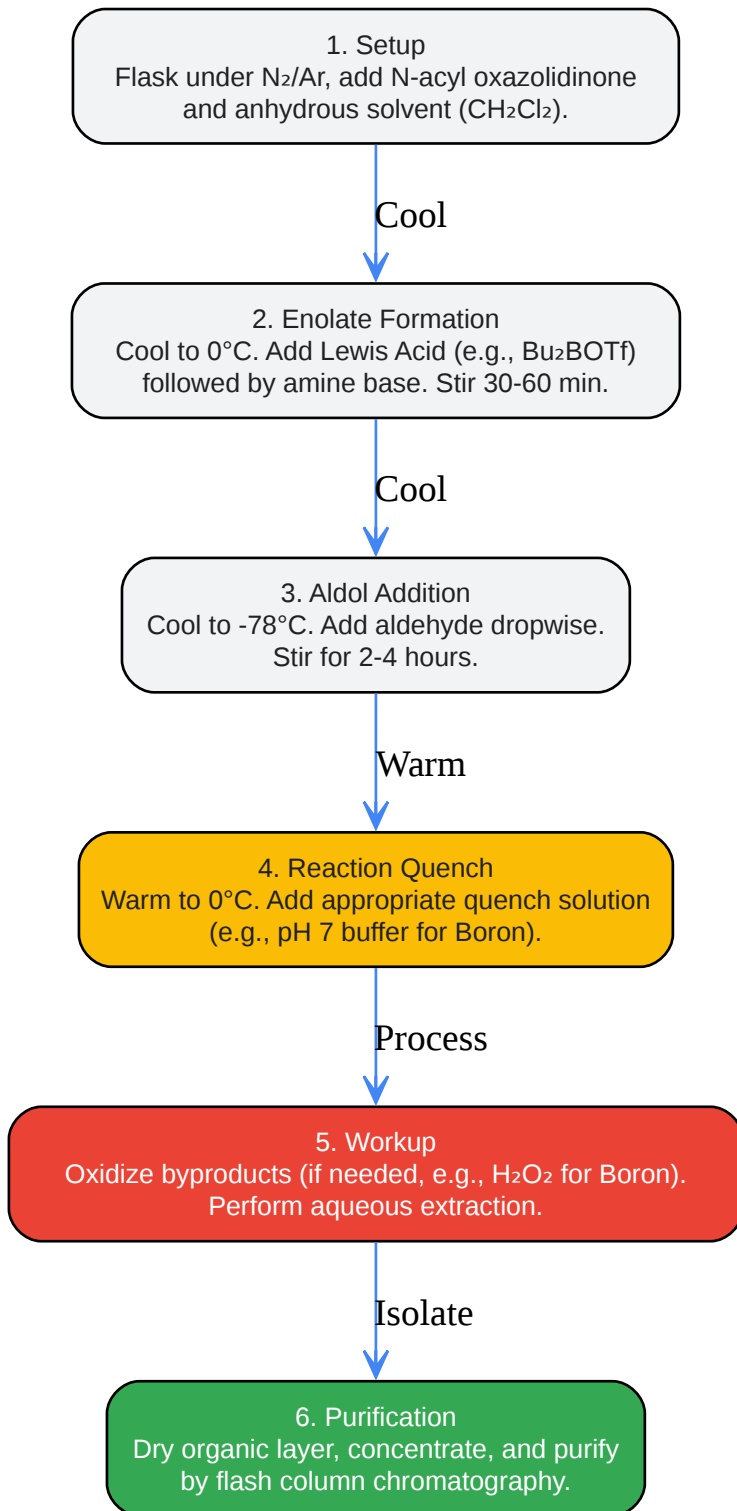 1. Setup
Flask under N₂/Ar, add N-acyl oxazolidinone
and anhydrous solvent (CH₂Cl₂).
Cool
2. Enolate Formation
Cool to 0°C. Add Lewis Acid (e.g., Bu₂BOTf)
followed by amine base. Stir 30-60 min.
Cool
3. Aldol Addition
Cool to -78°C. Add aldehyde dropwise.
Stir for 2-4 hours.
Warm
4. Reaction Quench
Warm to 0°C. Add appropriate quench solution
(e.g., pH 7 buffer for Boron).
Process
5. Workup
Oxidize byproducts (if needed, e.g., H₂O₂ for Boron).
Perform aqueous extraction.
Isolate
6. Purification
Dry organic layer, concentrate, and purify
by flash column chromatography.